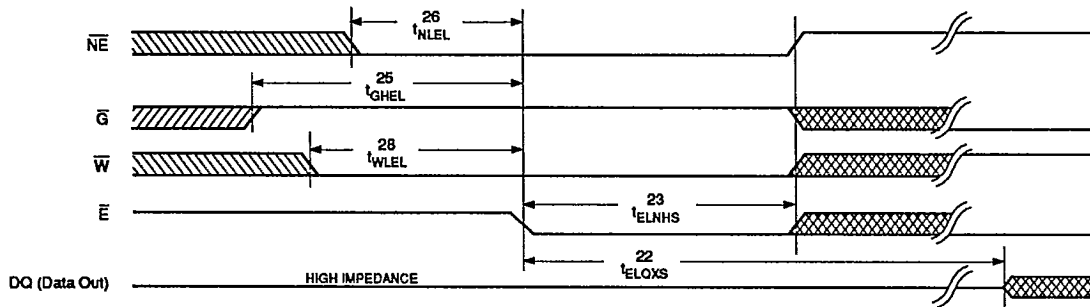 26
tNLEL
NE
25
tGHEL
G
28
tWLEL
W
23
tELNHS
E
22
tELQXS
DQ (Data Out)
HIGH IMPEDANCE